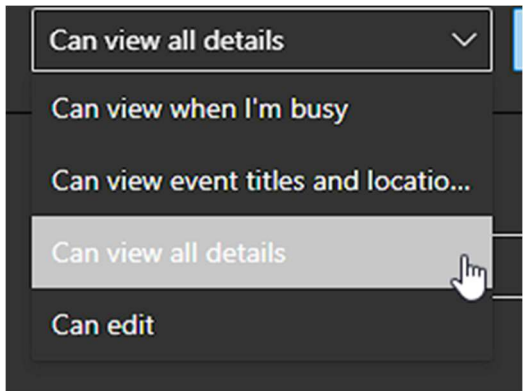 Can view all details
Can view when I'm busy
Can view event titles and locatio...
Can view all details
Can edit